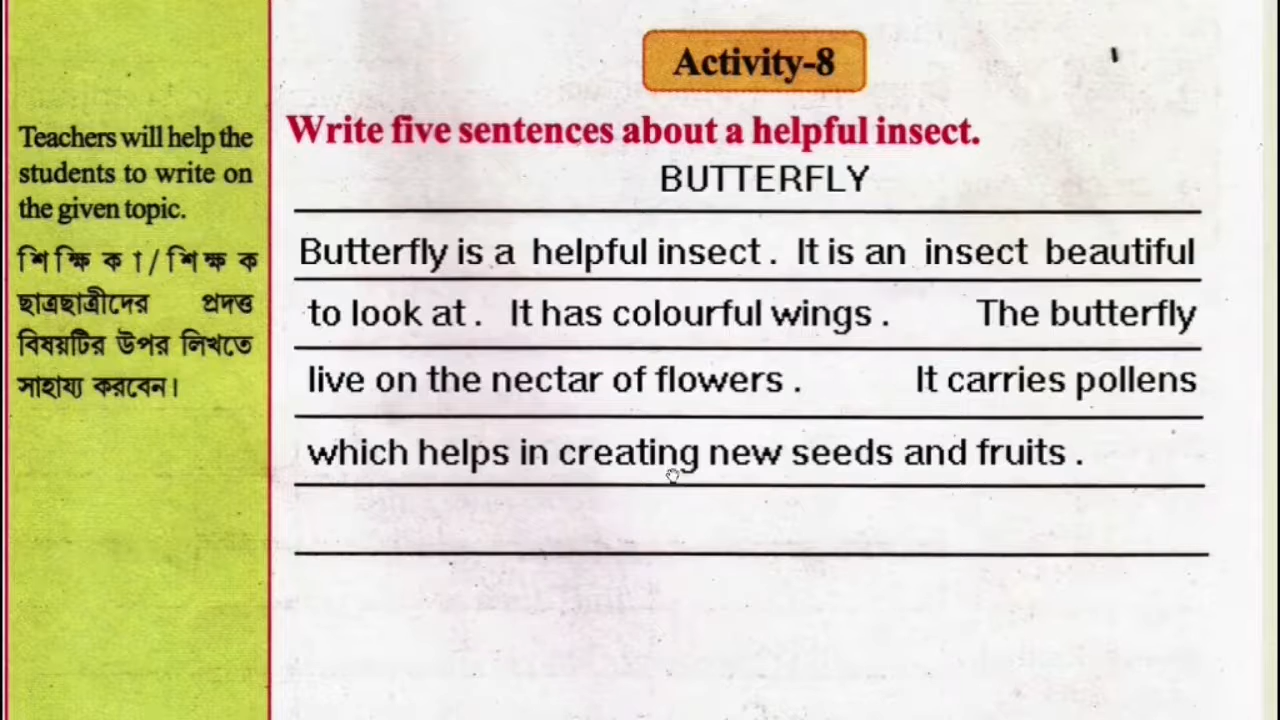 Activity-8
Teachers will help the
students to write on
the given topic.
শিক্ষিকা/শিক্ষক
ছাত্রছাত্রীদের প্রদত্ত
বিষয়টির উপর লিখতে
সাহায্য করবেন।
Write five sentences about a helpful insect.
BUTTERFLY
Butterfly is a helpful insect . It is an insect beautiful
to look at . It has colourful wings . The butterfly
live on the nectar of flowers . It carries pollens
which helps in creating new seeds and fruits .